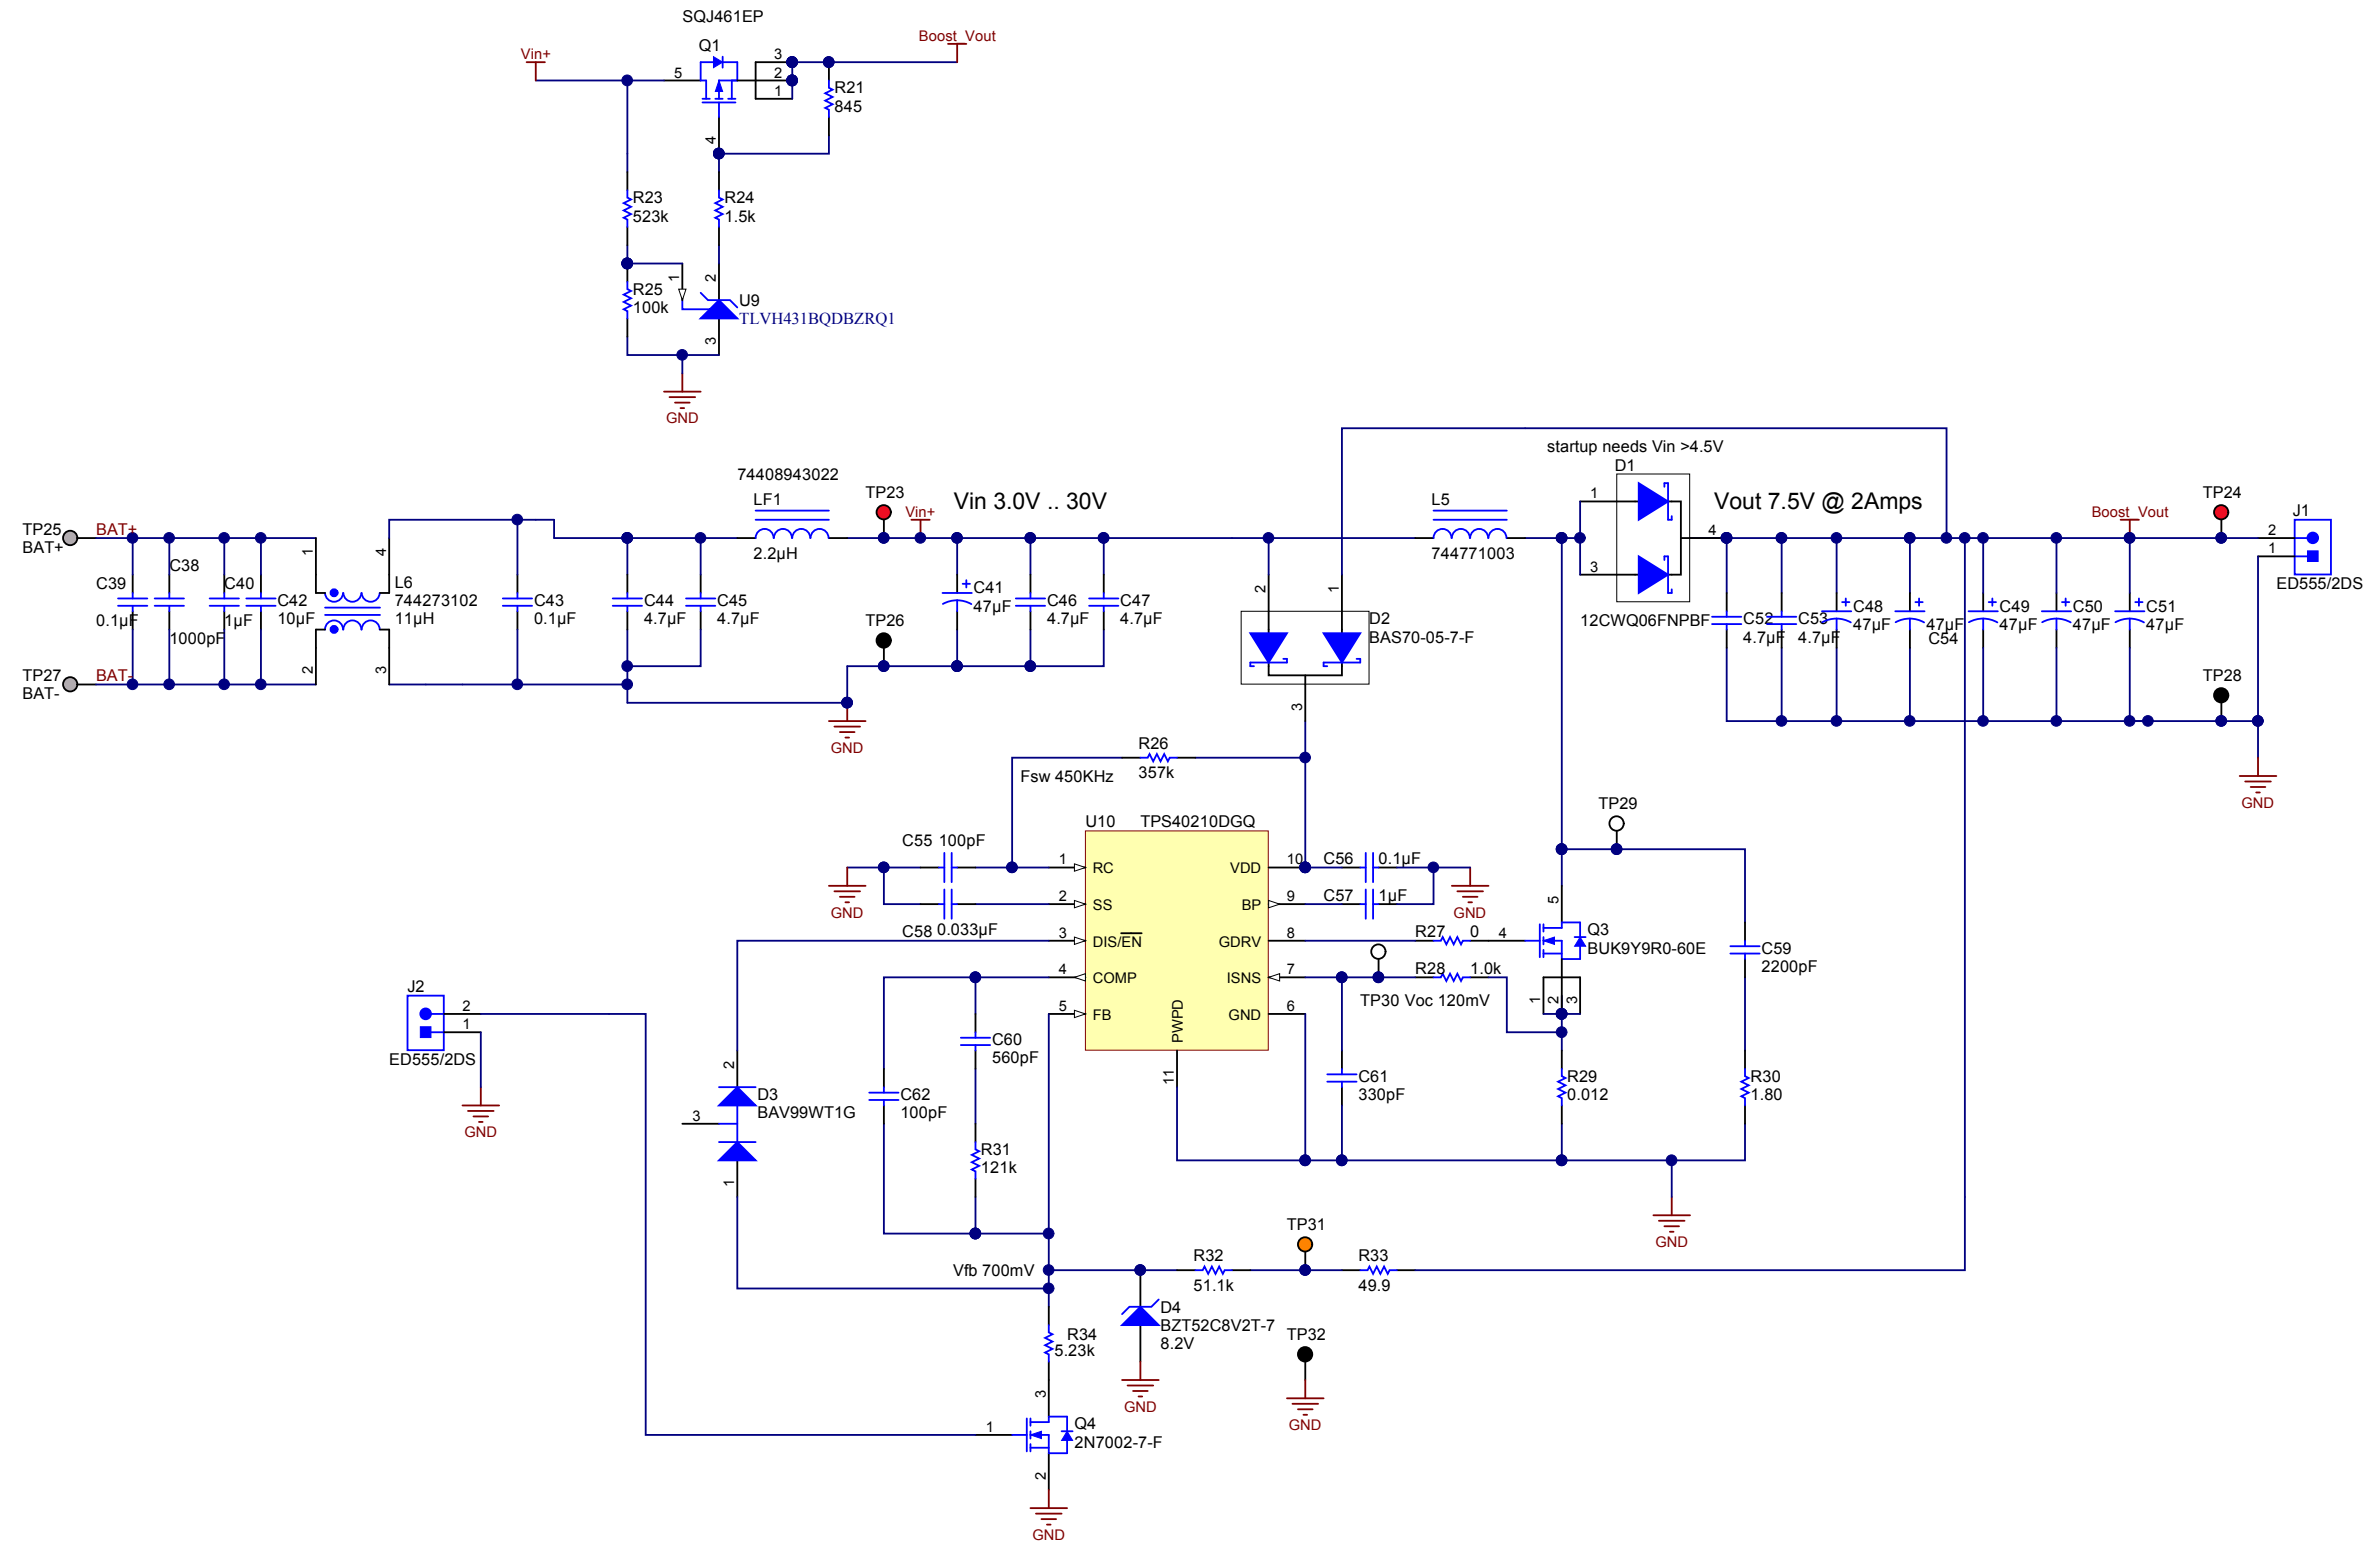 SQJ461EP
Q1
Vin+
Boost_Vout
5
3
2
1
4
R21
845
R23
523k
R24
1.5k
1
2
R25
100k
U9
TLVH431BQDBZRQ1
3
GND
startup needs Vin >4.5V
D1
74408943022
LF1
2.2µH
TP23
Vin+
Vin 3.0V .. 30V
L5
744771003
1
3
4
12CWQ06FNPBF
Vout 7.5V @ 2Amps
Boost_Vout
TP24
J1
2
1
ED555/2DS
TP25
BAT+
BAT+
C39
0.1µF
C38
1000pF
C40
1µF
C42
10µF
1
4
L6
744273102
11µH
2
3
C43
0.1µF
C44
4.7µF
C45
4.7µF
C41
47µF
C46
4.7µF
C47
4.7µF
TP26
TP27
BAT-
BAT-
GND
2
1
D2
BAS70-05-7-F
3
C52
4.7µF
C53
4.7µF
C48
47µF
47µF
C54
C49
47µF
C50
47µF
C51
47µF
TP28
GND
R26
357k
Fsw 450KHz
U10
TPS40210DGQ
C55 100pF
GND
C58 0.033µF
1
RC
2
SS
3
DIS/EN
4
COMP
5
FB
VDD
10
BP
9
GDRV
8
ISNS
7
GND
6
PWPD
11
C56
0.1µF
C57
1µF
GND
R27
0
4
R28
1.0k
TP30 Voc 120mV
TP29
5
Q3
BUK9Y9R0-60E
1
2
3
C59
2200pF
C61
330pF
R29
0.012
R30
1.80
GND
J2
2
1
ED555/2DS
GND
2
D3
BAV99WT1G
3
1
C60
560pF
C62
100pF
R31
121k
Vfb 700mV
R32
51.1k
TP31
R33
49.9
D4
BZT52C8V2T-7
8.2V
GND
TP32
GND
R34
5.23k
3
1
Q4
2N7002-7-F
2
GND